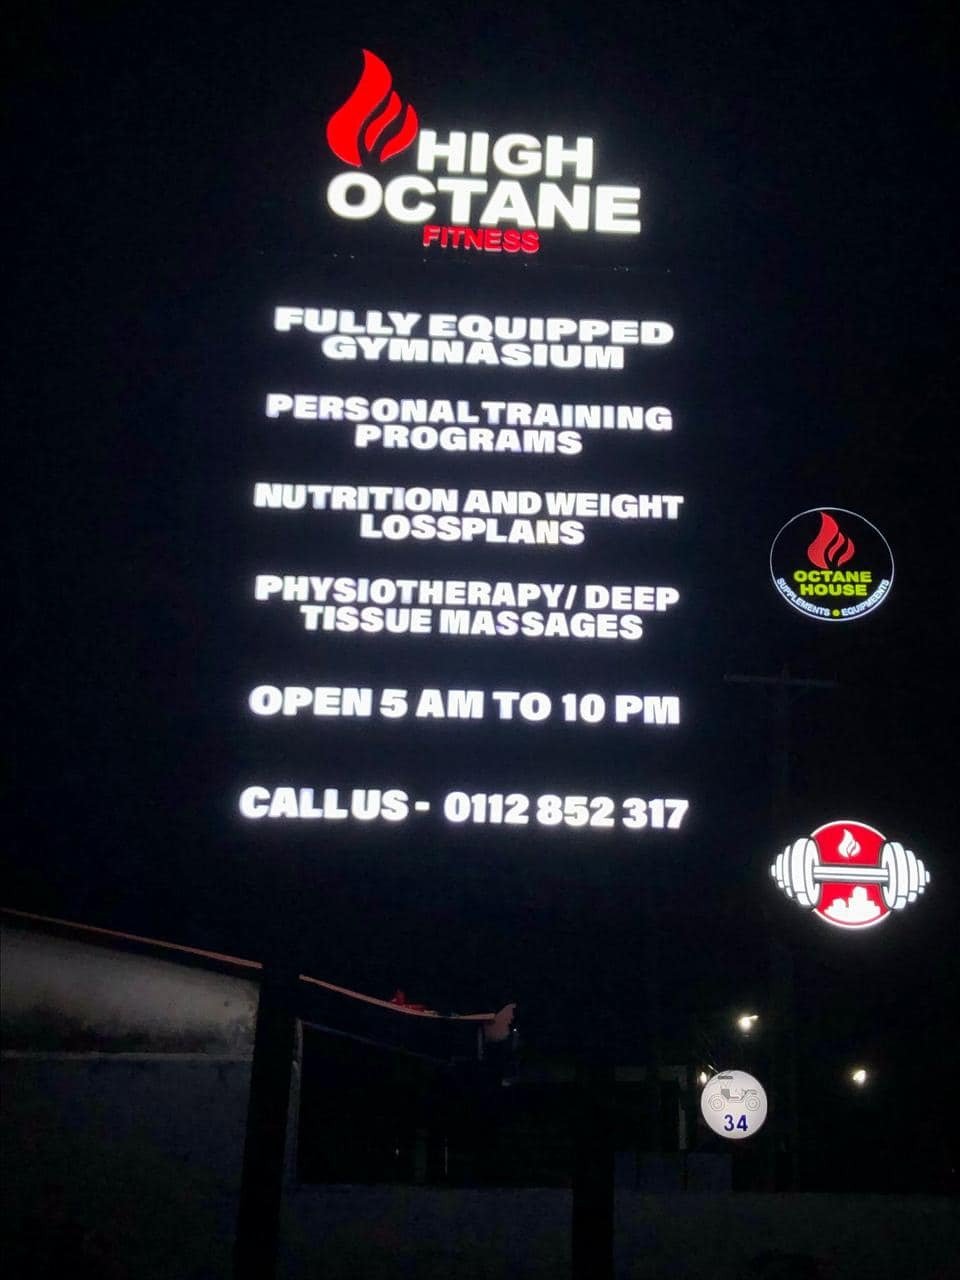 HIGH
OCTANE
FITNESS
FULLY EQUIPPED
GYMNASIUM
PERSONAL TRAINING
PROGRAMS
NUTRITION AND WEIGHT
LOSSPLANS
PHYSIOTHERAPY/ DEEP
TISSUE MASSAGES
OPEN 5 AM TO 10 PM
CALL US - 0112 852 317
OCTANE
HOUSE
SUPPLEMENTS • EQUIPMEENTS
34